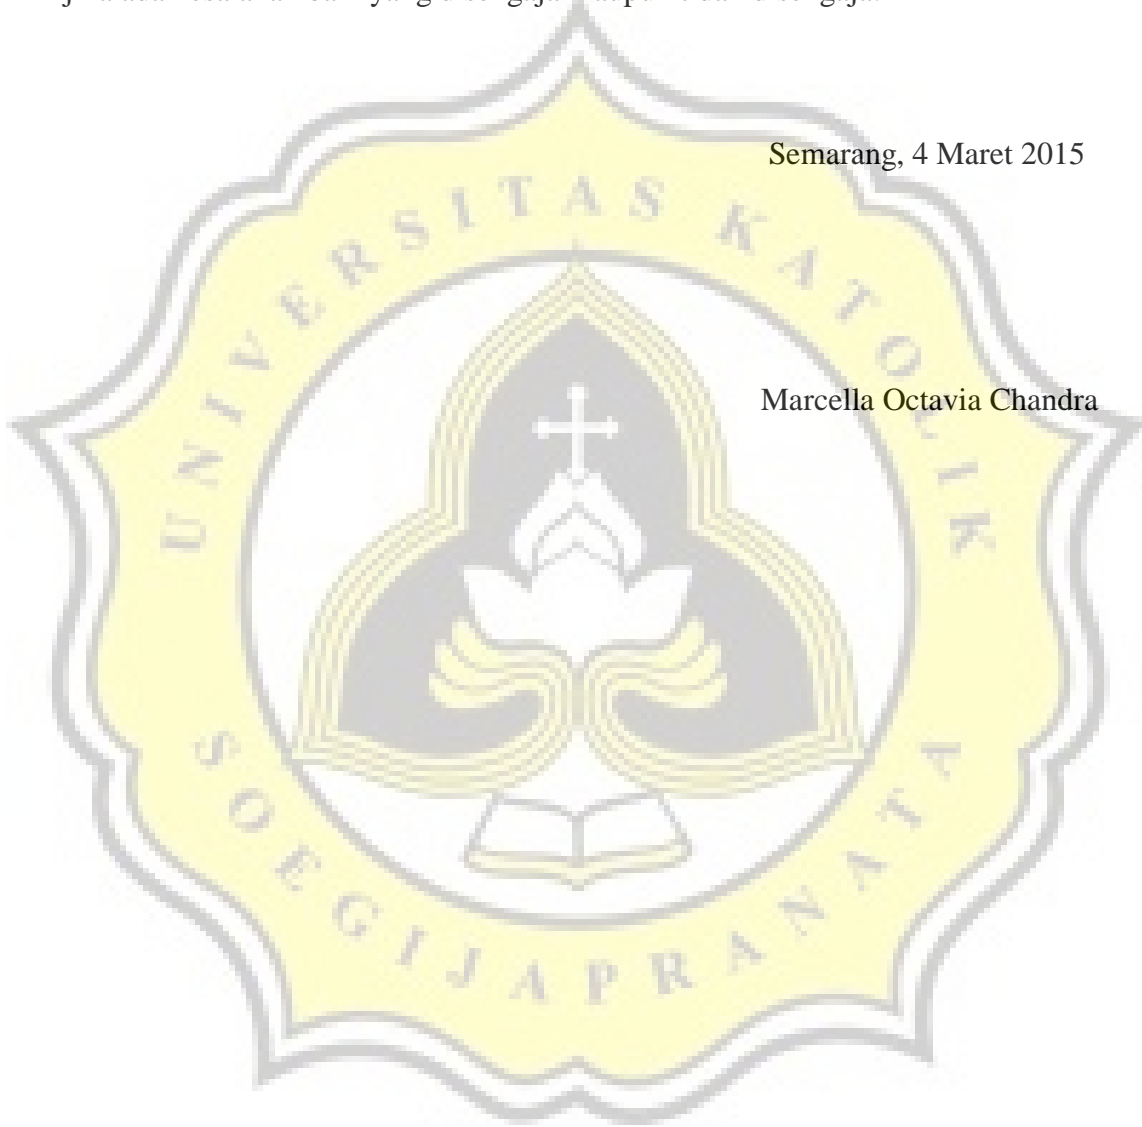 Semarang, 4 Maret 2015
Marcella Octavia Chandra
UNIVERSITAS KATOLIK
SOEGIJAPRANATA